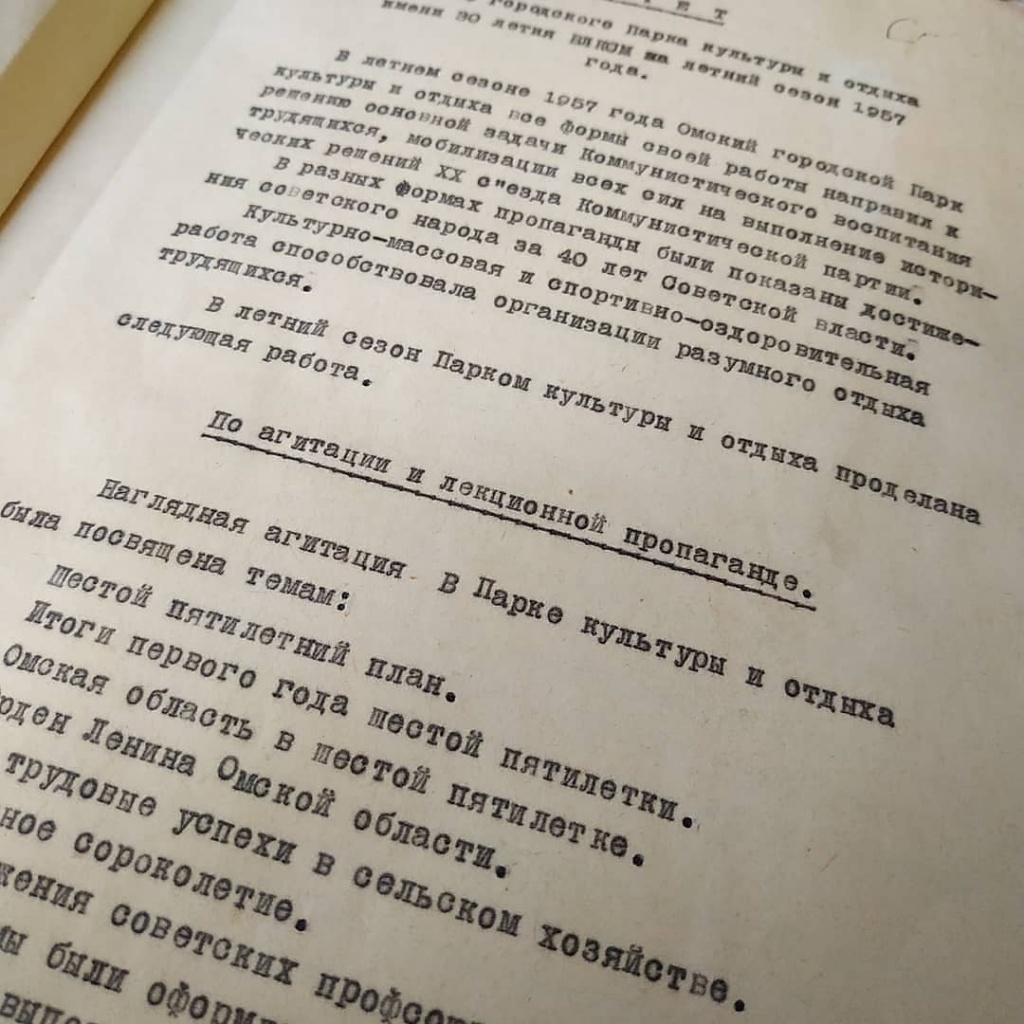 городского парка культуры и отдыха
имени 30 летия ВЛКСМ на летний сезон 1957
года.
В летнем сезоне 1957 года Омский городской Парк
культуры и отдыха все формы своей работы направил к
решению основной задачи Коммунистического воспитания
трудящихся, мобилизации всех сил на выполнение истори-
ческих решений XX с"езда Коммунистической партии.
В разных формах пропаганды были показаны достиже-
ния советского народа за 40 лет Советской власти.
Культурно-массовая и спортивно-оздоровительная
работа способствовала организации разумного отдыха
трудящихся.
В летний сезон Парком культуры и отдыха проделана
следующая работа.
По агитации и лекционной пропаганде.
Наглядная агитация В Парке культуры и отдыха
была посвящена темам:
Шестой пятилетний план.
Итоги первого года шестой пятилетки.
Омская область в шестой пятилетке.
Ленина Омской области.
трудовые успехи в сельском хозяйстве.
сороколетие.
советских
были